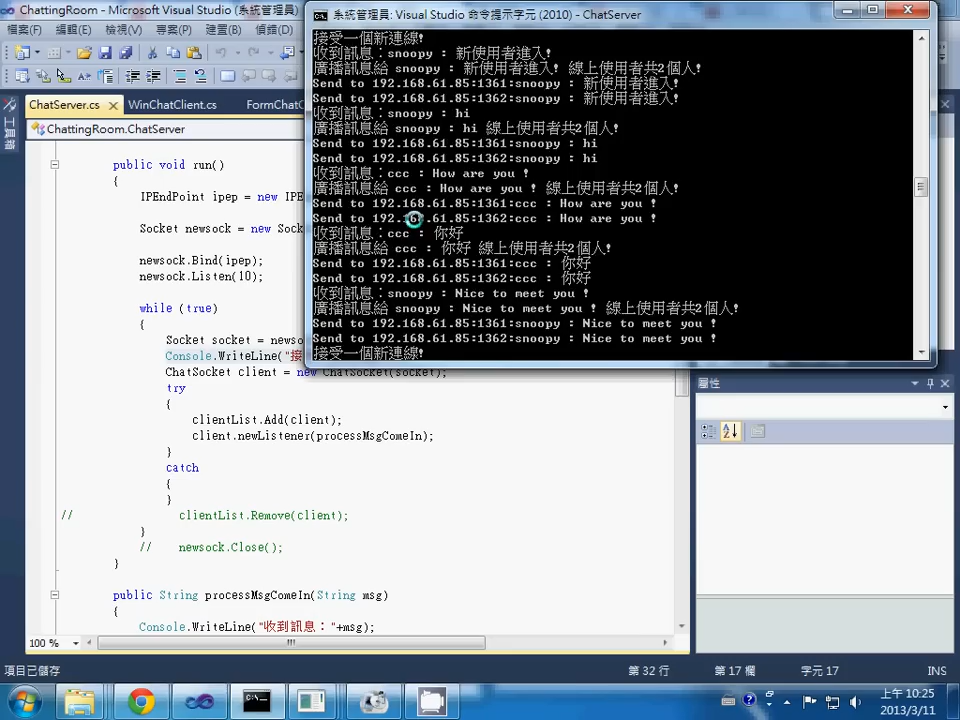 ChattingRoom - Microsoft Visual Studio (系統管理員)
檔案(F) 編輯(E) 檢視(V) 專案(P) 建置(B) 偵錯(D)
ChatServer.cs
WinChatClient.cs
FormChatC
ChattingRoom.ChatServer
工具箱
public void run()
{
IPEndPoint ipep = new IPE
Socket newsock = new Sock
newsock.Bind(ipep);
newsock.Listen(10);
while (true)
{
Socket socket = newso
Console.WriteLine("接
ChatSocket client = new ChatSocket(socket);
try
{
clientList.Add(client);
client.newListener(processMsgComeIn);
}
catch
{
}
// clientList.Remove(client);
}
// newsock.Close();
}
public String processMsgComeIn(String msg)
{
Console.WriteLine("收到訊息："+msg);
100 %
系統管理員: Visual Studio 命令提示字元 (2010) - ChatServer
接受一個新連線!
收到訊息：snoopy : 新使用者進入!
廣播訊息給 snoopy : 新使用者進入! 線上使用者共2個人!
Send to 192.168.61.85:1361:snoopy : 新使用者進入!
Send to 192.168.61.85:1362:snoopy : 新使用者進入!
收到訊息：snoopy : hi
廣播訊息給 snoopy : hi 線上使用者共2個人!
Send to 192.168.61.85:1361:snoopy : hi
Send to 192.168.61.85:1362:snoopy : hi
收到訊息：ccc : How are you !
廣播訊息給 ccc : How are you ! 線上使用者共2個人!
Send to 192.168.61.85:1361:ccc : How are you !
Send to 192.168.61.85:1362:ccc : How are you !
收到訊息：ccc : 你好
廣播訊息給 ccc : 你好 線上使用者共2個人!
Send to 192.168.61.85:1361:ccc : 你好
Send to 192.168.61.85:1362:ccc : 你好
收到訊息：snoopy : Nice to meet you !
廣播訊息給 snoopy : Nice to meet you ! 線上使用者共2個人!
Send to 192.168.61.85:1361:snoopy : Nice to meet you !
Send to 192.168.61.85:1362:snoopy : Nice to meet you !
接受一個新連線!
屬性
項目已儲存
第 32 行
第 17 欄
字元 17
INS
上午 10:25
2013/3/11